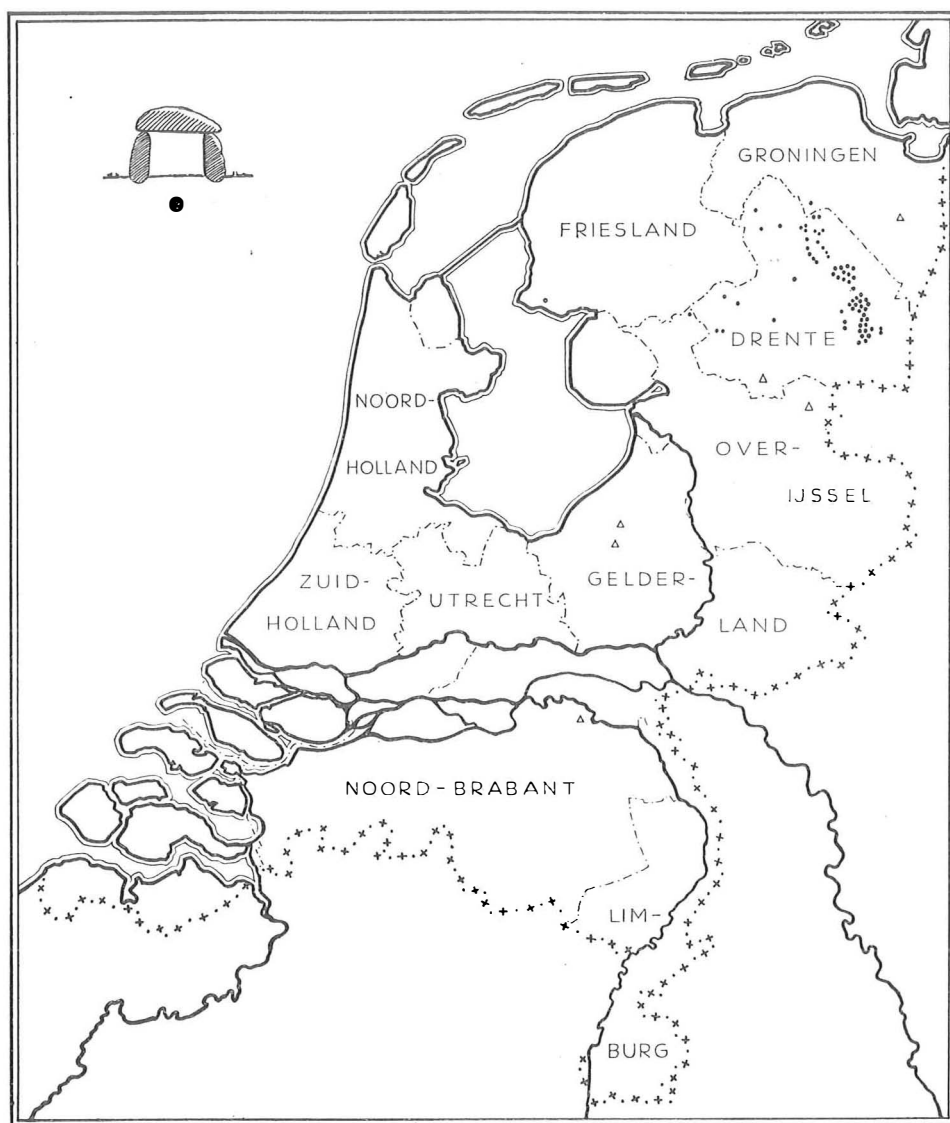 GRONINGEN
FRIESLAND
DRENTE
NOORD-
HOLLAND
OVER-
IJSSEL
ZUID-
HOLLAND
UTRECHT
GELDER-
LAND
NOORD-BRABANT
LIM-
BURG